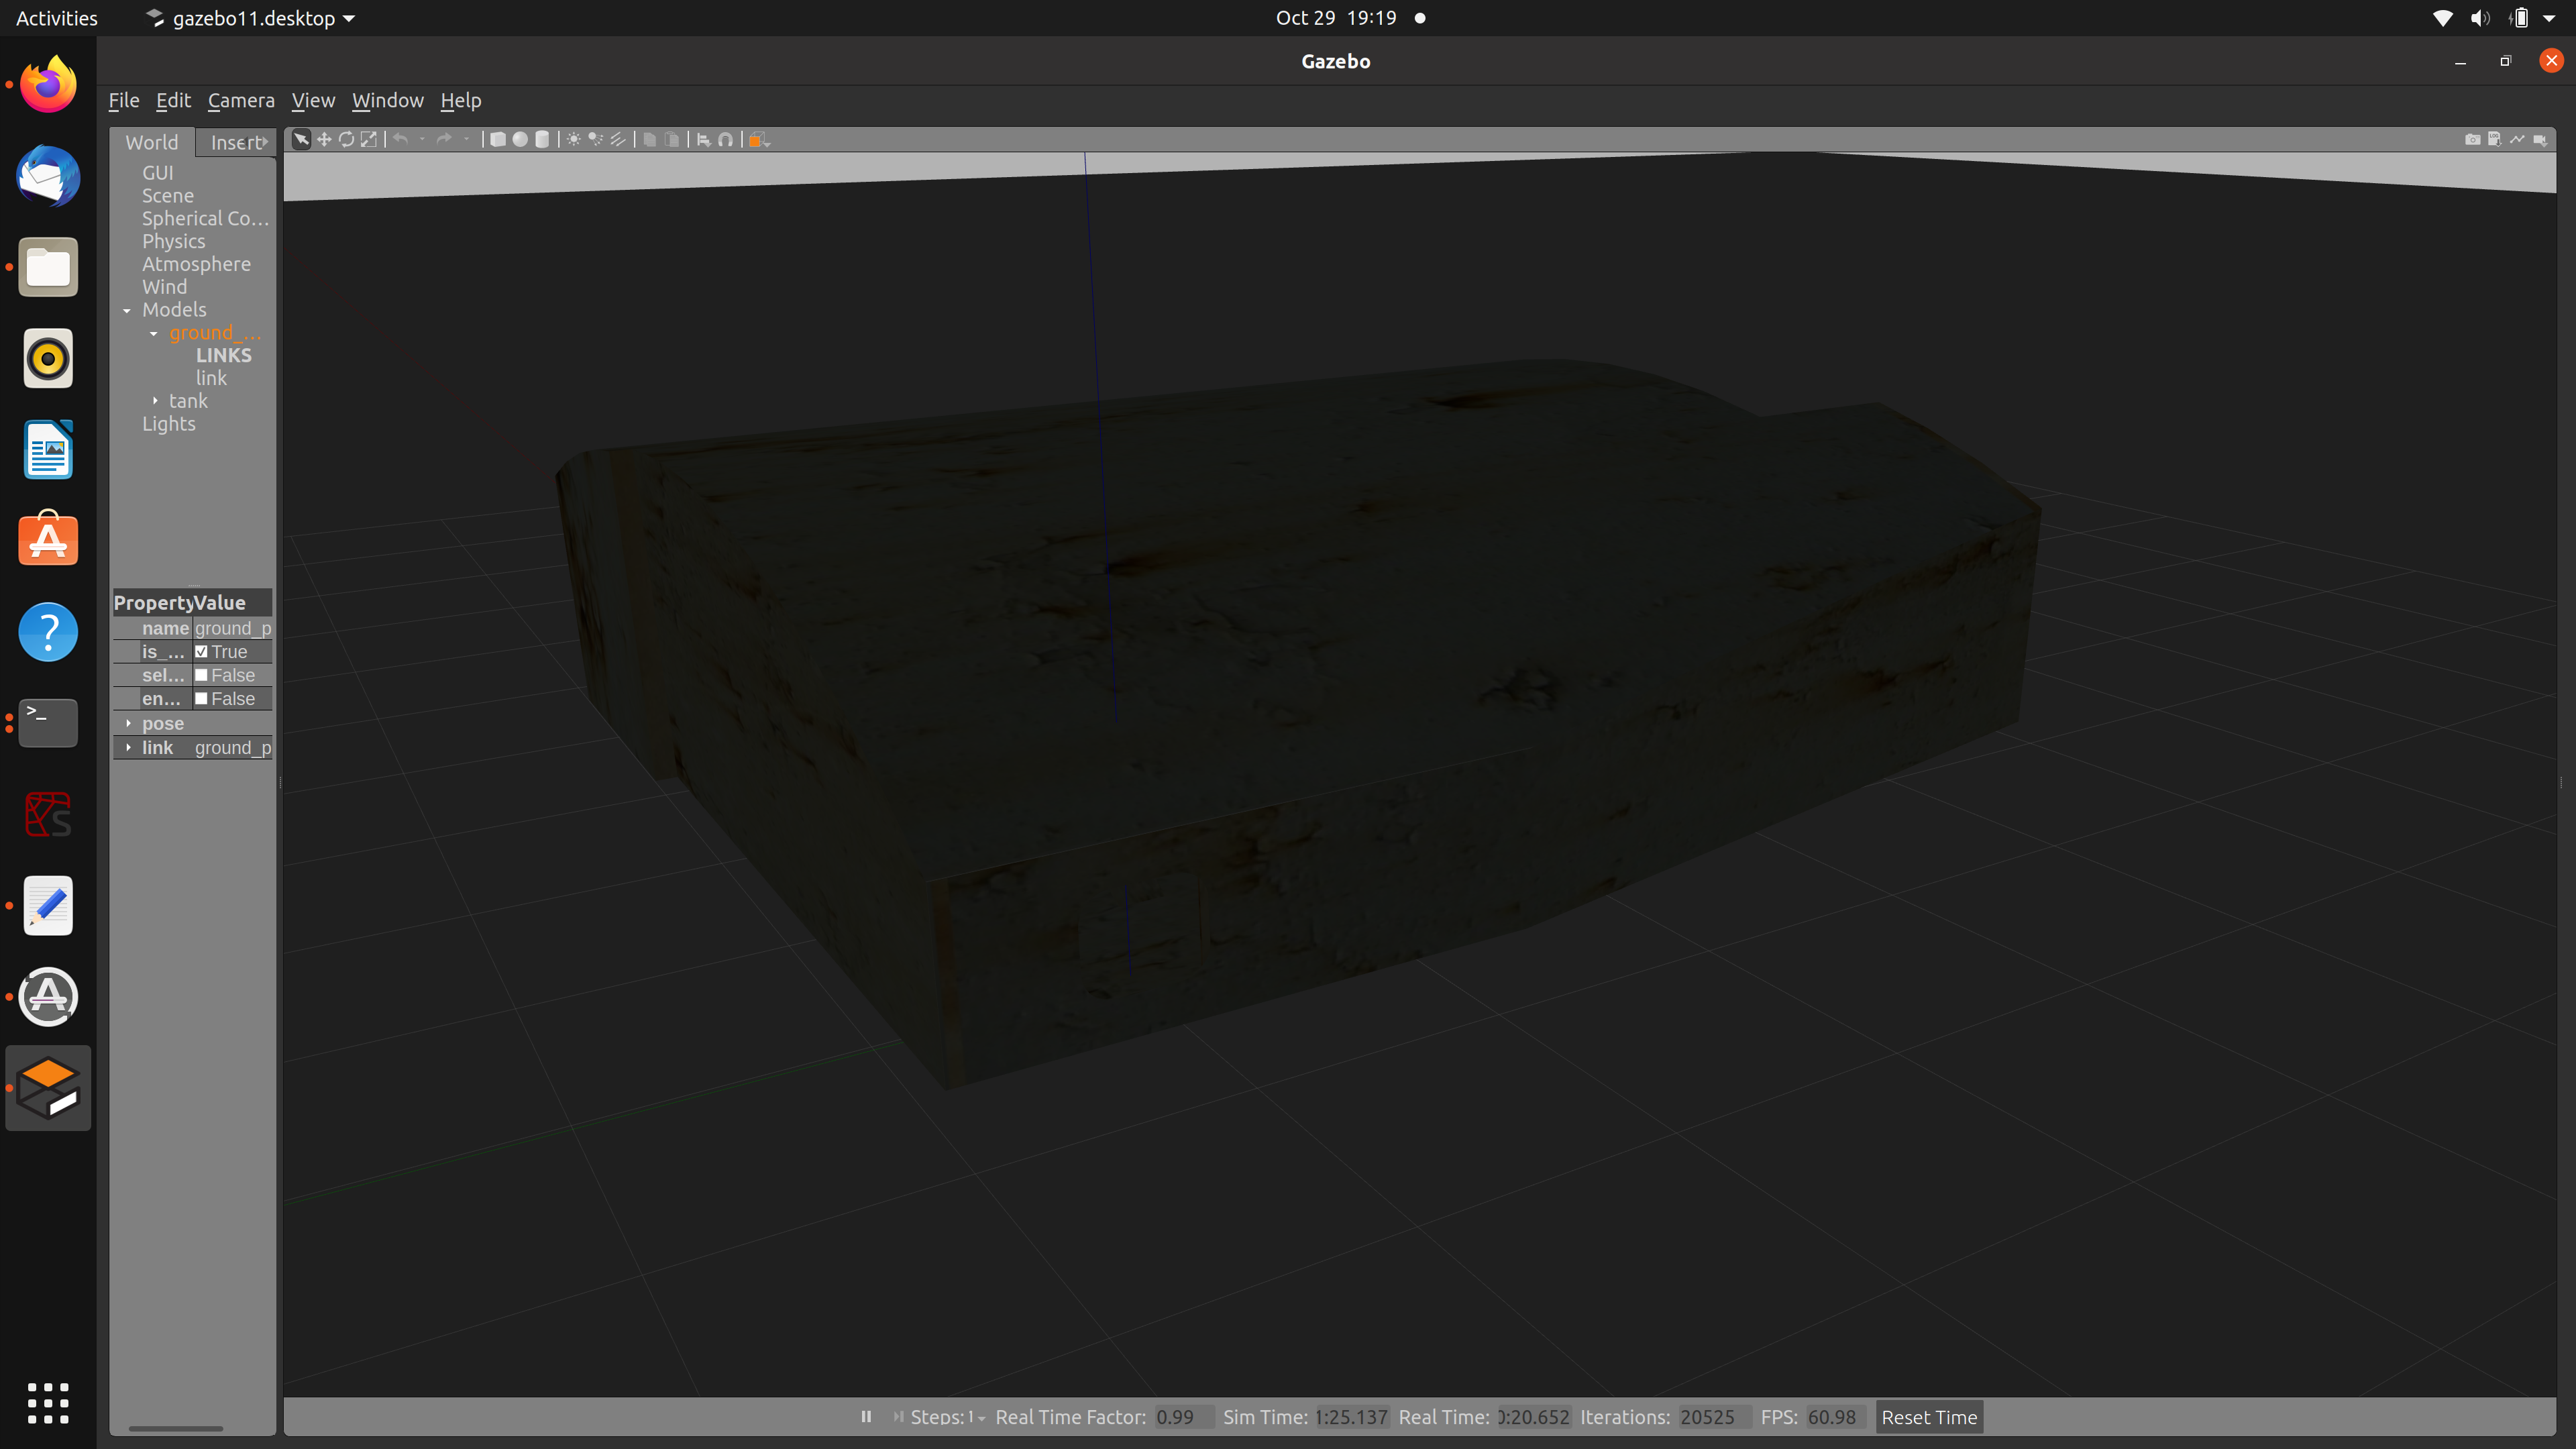 Activities gazebo11.desktop Oct 29 19:19
Gazebo
File Edit Camera View Window Help
World Insert
GUI
Scene
Spherical Co...
Physics
Atmosphere
Wind
Models
ground_...
LINKS
link
tank
Lights
Property Value
name ground_p
is_... True
sel... False
en... False
pose
link ground_p
Steps: 1 Real Time Factor: 0.99 Sim Time: 1:25.137 Real Time: 0:20.652 Iterations: 20525 FPS: 60.98 Reset Time